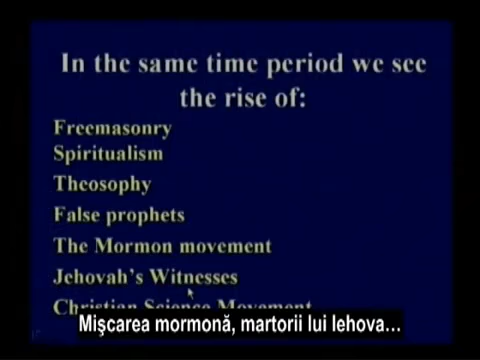 In the same time period we see
the rise of:
Freemasonry
Spiritualism
Theosophy
False prophets
The Mormon movement
Jehovah's Witnesses
Christian Science Movement
Mişcarea mormonă, martorii lui Iehova...